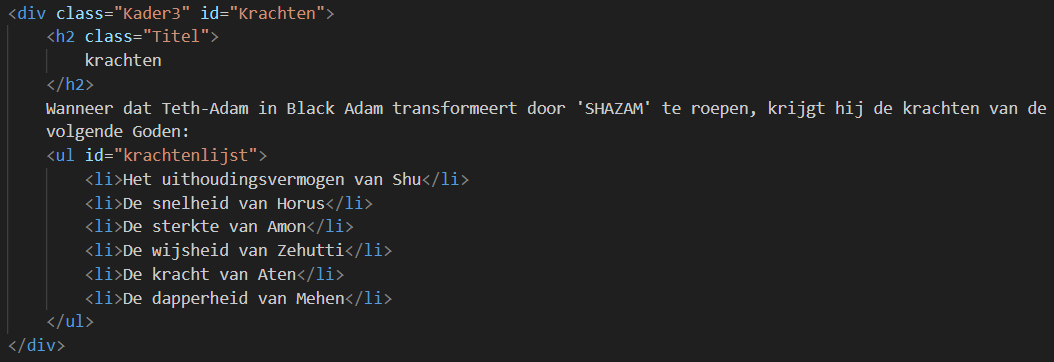 <div class="Kader3" id="Krachten">
    <h2 class="Titel">
        krachten
    </h2>
    Wanneer dat Teth-Adam in Black Adam transformeert door 'SHAZAM' te roepen, krijgt hij de krachten van de
    volgende Goden:
    <ul id="krachtenlijst">
        <li>Het uithoudingsvermogen van Shu</li>
        <li>De snelheid van Horus</li>
        <li>De sterkte van Amon</li>
        <li>De wijsheid van Zehutti</li>
        <li>De kracht van Aten</li>
        <li>De dapperheid van Mehen</li>
    </ul>
</div>